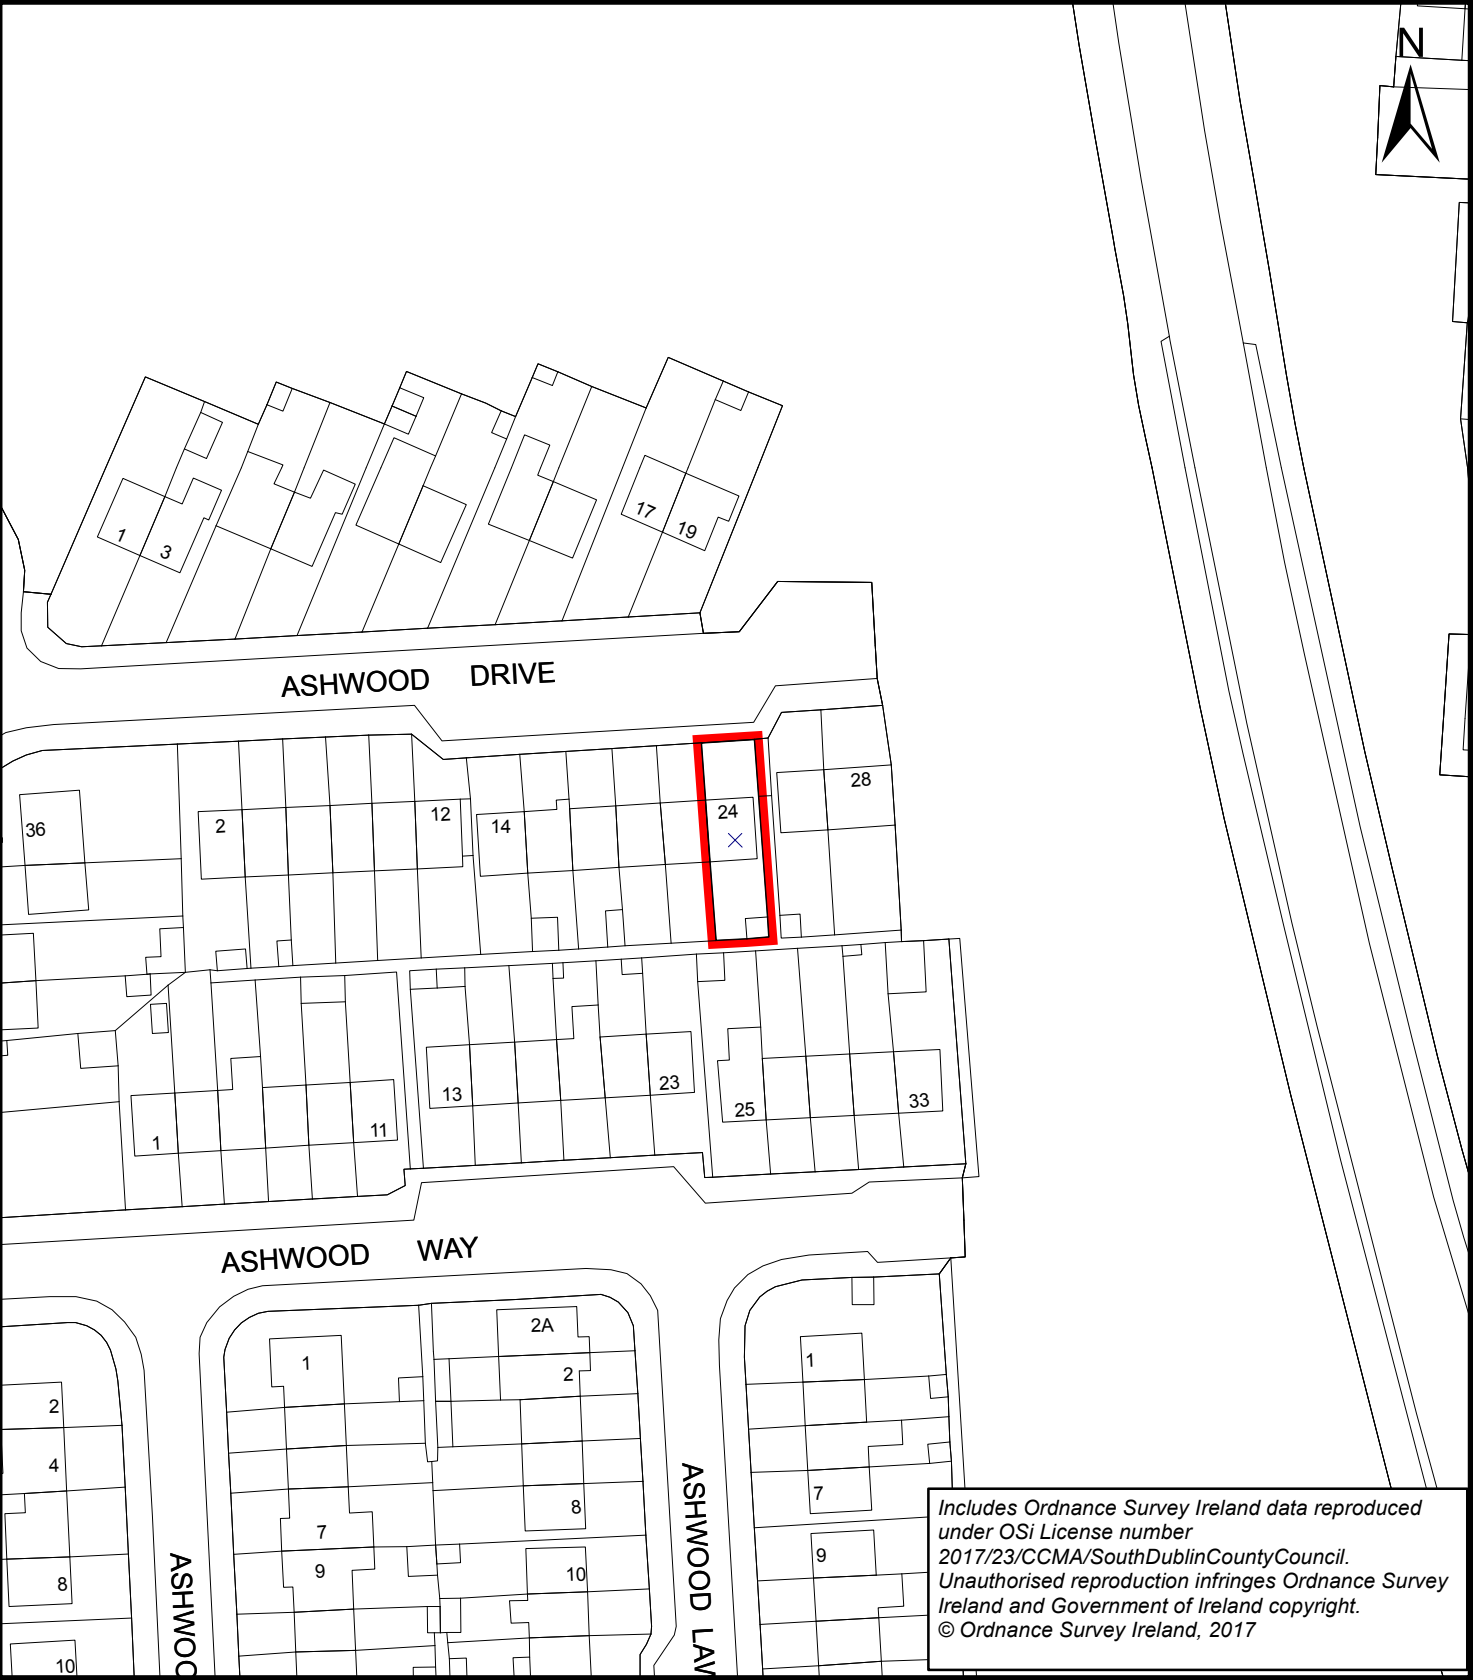 N
1
3
17
19
ASHWOOD DRIVE
28
24
12
14
2
36
13
23
25
33
1
11
ASHWOOD WAY
2A
1
2
1
2
4
8
7
7
9
9
10
8
10
ASHWOOD LAW
ASHWOO
Includes Ordnance Survey Ireland data reproduced
under OSi License number
2017/23/CCMA/SouthDublinCountyCouncil.
Unauthorised reproduction infringes Ordnance Survey
Ireland and Government of Ireland copyright.
© Ordnance Survey Ireland, 2017